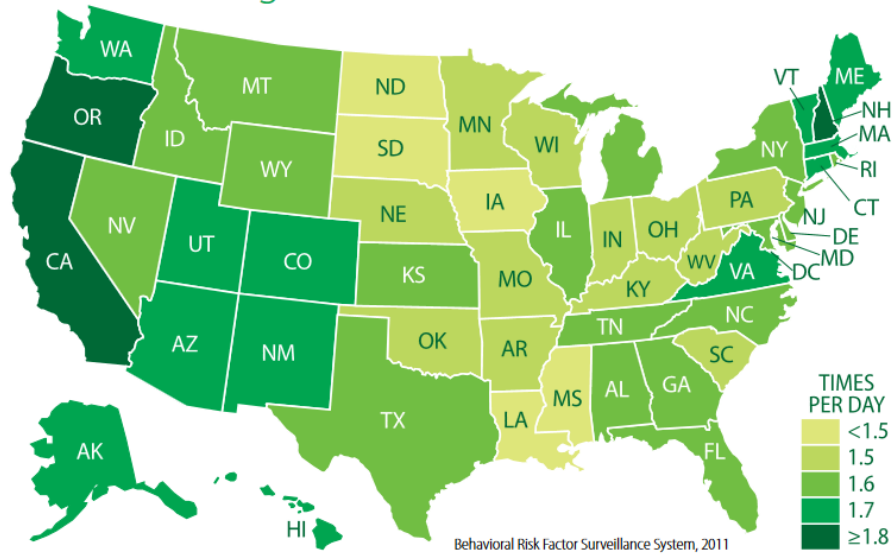 WA
MT
ND
MN
VT
ME
OR
ID
NH
MA
SD
WI
NY
WY
RI
IA
PA
CT
NE
NV
IL
IN
OH
NJ
UT
DE
CA
CO
WV
MD
KS
MO
VA
DC
KY
NC
TN
AZ
NM
OK
AR
SC
MS
AL
GA
TX
LA
FL
AK
HI
TIMES
PER DAY
<1.5
1.5
1.6
1.7
≥1.8
Behavioral Risk Factor Surveillance System, 2011